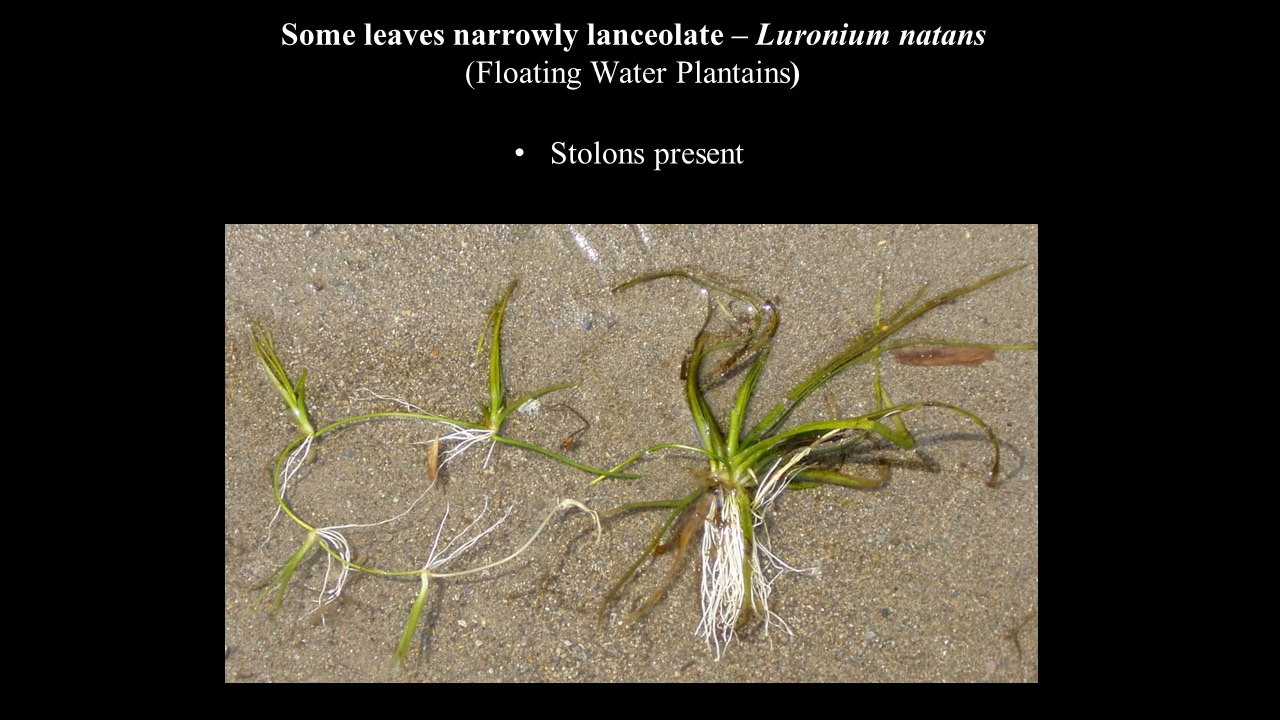 Some leaves narrowly lanceolate – Luronium natans
(Floating Water Plantains)
• Stolons present